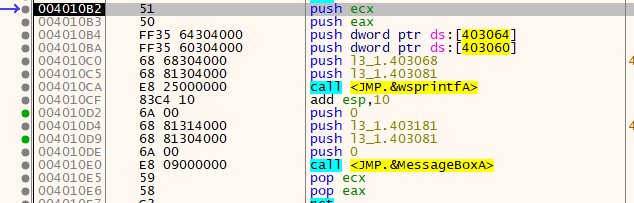 004010B2 51 push ecx
004010B3 50 push eax
004010B4 FF35 64304000 push dword ptr ds:[403064]
004010BA FF35 60304000 push dword ptr ds:[403060]
004010C0 68 68304000 push l3_1.403068
004010C5 68 81304000 push l3_1.403081
004010CA E8 25000000 call <JMP.&wsprintfA>
004010CF 83C4 10 add esp,10
004010D2 6A 00 push 0
004010D4 68 81314000 push l3_1.403181
004010D9 68 81304000 push l3_1.403081
004010DE 6A 00 push 0
004010E0 E8 09000000 call <JMP.&MessageBoxA>
004010E5 59 pop ecx
004010E6 58 pop eax
004010E7 C3 ret